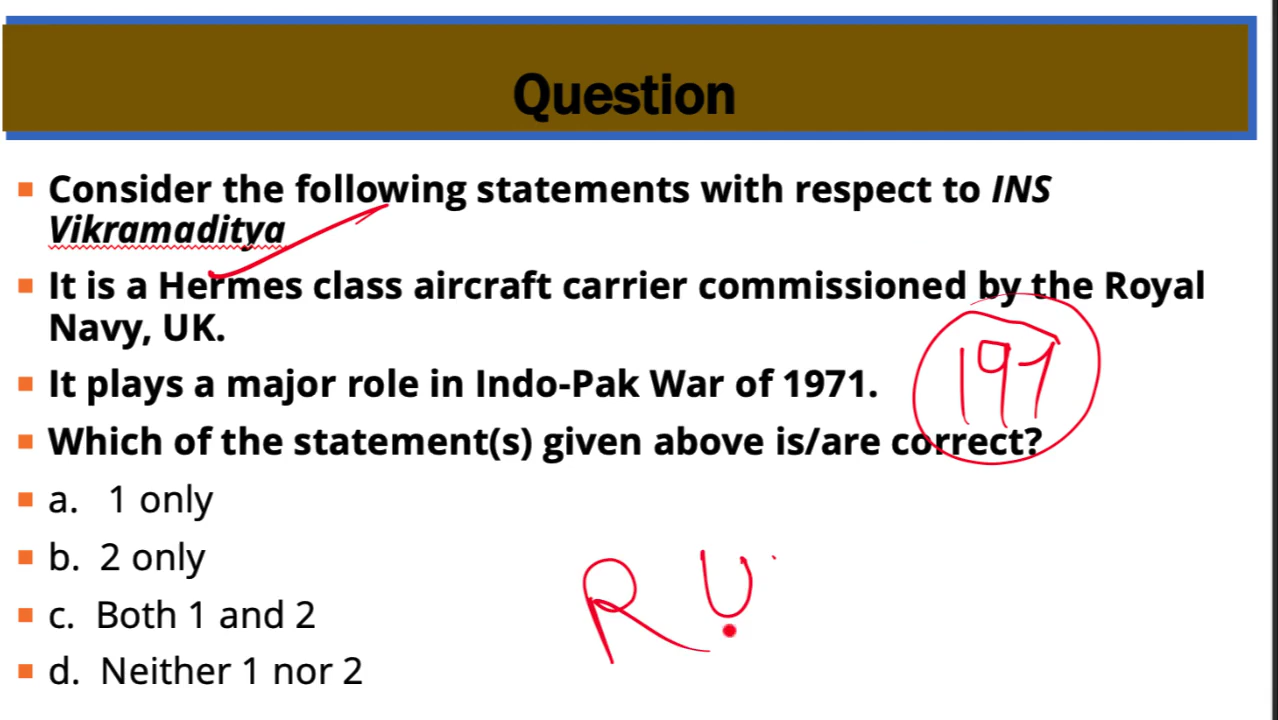 Question
Consider the following statements with respect to INS
Vikramaditya
It is a Hermes class aircraft carrier commissioned by the Royal
Navy, UK.
It plays a major role in Indo-Pak War of 1971.
197
Which of the statement(s) given above is/are correct?
a. 1 only
b. 2 only
c. Both 1 and 2
d. Neither 1 nor 2
R U